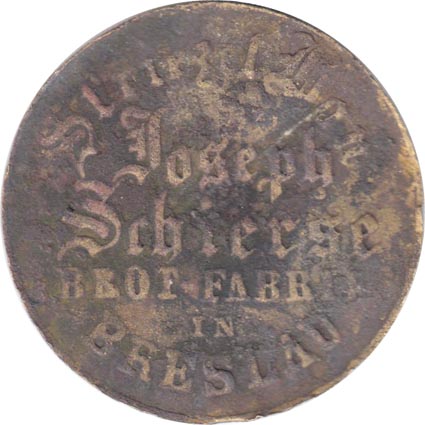 Joseph
Schierse
BROT-FABRIK
IN
BRESLAU